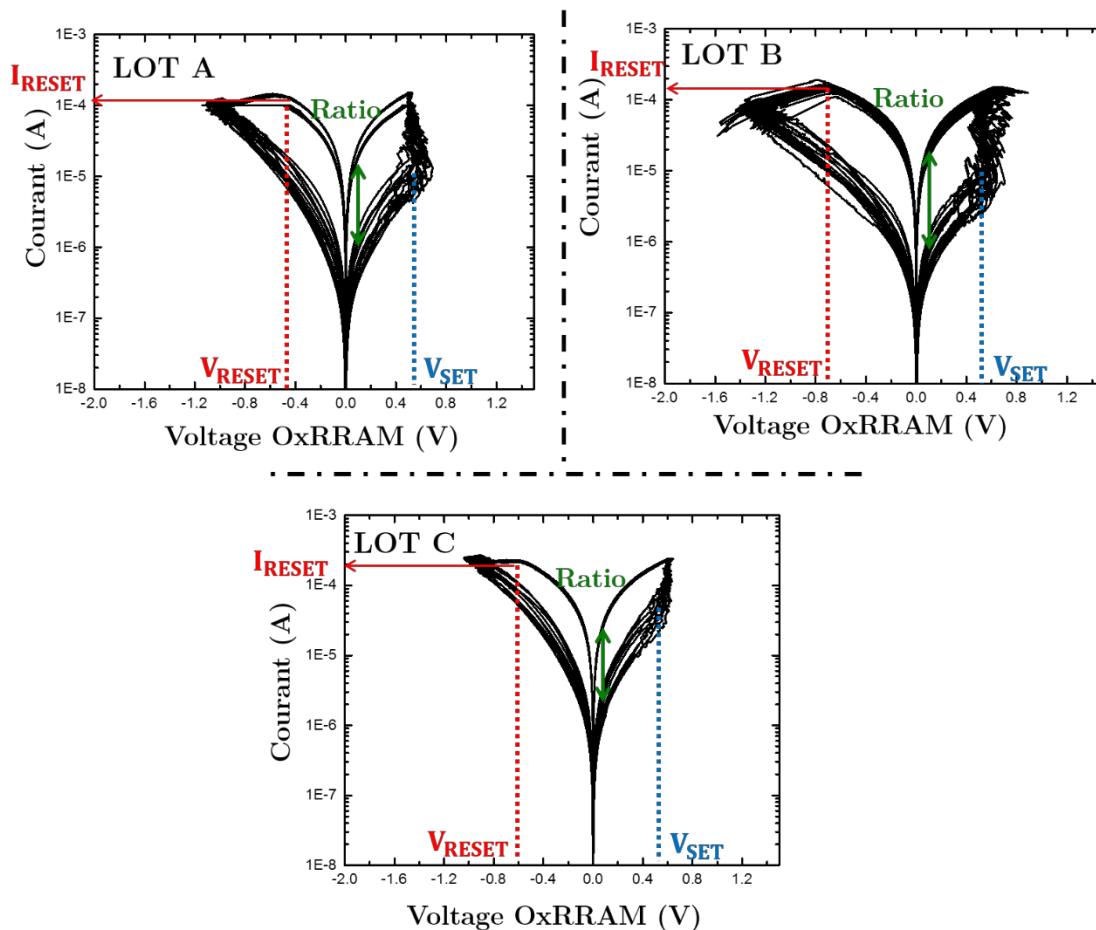 LOT A
I_RESET
Ratio
V_RESET
V_SET
Courant (A)
1E-3
1E-4
1E-5
1E-6
1E-7
1E-8
-2.0 -1.6 -1.2 -0.8 -0.4 0.0 0.4 0.8 1.2
Voltage OxRRAM (V)
LOT B
I_RESET
Ratio
V_RESET
V_SET
Courant (A)
1E-3
1E-4
1E-5
1E-6
1E-7
1E-8
-2.0 -1.6 -1.2 -0.8 -0.4 0.0 0.4 0.8 1.2
Voltage OxRRAM (V)
LOT C
I_RESET
Ratio
V_RESET
V_SET
Courant (A)
1E-3
1E-4
1E-5
1E-6
1E-7
1E-8
-2.0 -1.6 -1.2 -0.8 -0.4 0.0 0.4 0.8 1.2
Voltage OxRRAM (V)